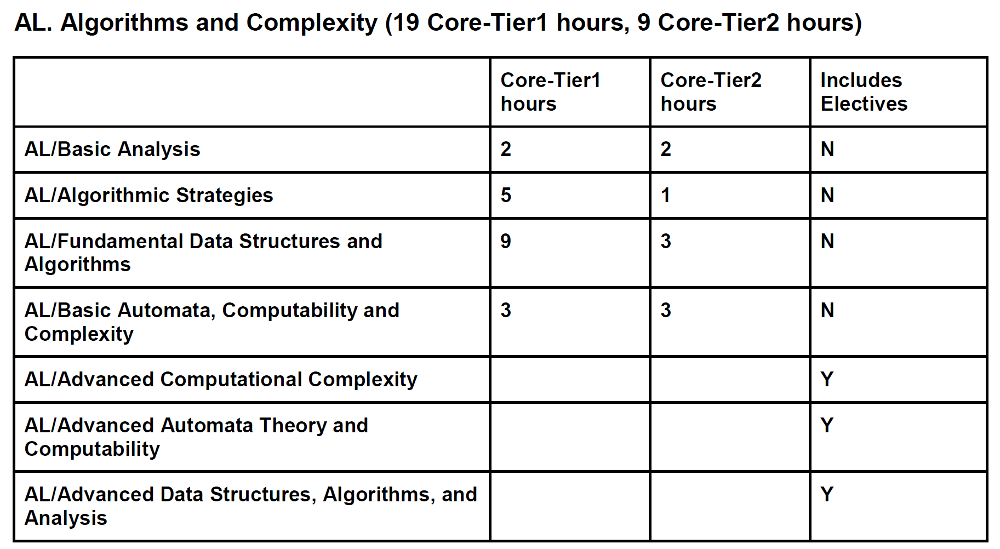 AL. Algorithms and Complexity (19 Core-Tier1 hours, 9 Core-Tier2 hours)
Core-Tier1 hours
Core-Tier2 hours
Includes Electives
AL/Basic Analysis 2 2 N
AL/Algorithmic Strategies 5 1 N
AL/Fundamental Data Structures and 9 3 N
Algorithms
AL/Basic Automata, Computability and 3 3 N
Complexity
AL/Advanced Computational Complexity Y
AL/Advanced Automata Theory and Y
Computability
AL/Advanced Data Structures, Algorithms, and Y
Analysis